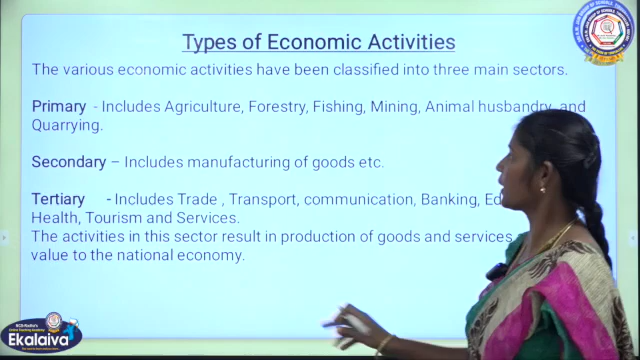 Types of Economic Activities
The various economic activities have been classified into three main sectors.
Primary - Includes Agriculture, Forestry, Fishing, Mining, Animal husbandry, and
Quarrying.
Secondary – Includes manufacturing of goods etc.
Tertiary - Includes Trade , Transport, communication, Banking,
Health, Tourism and Services.
The activities in this sector result in production of goods and services
value to the national economy.
Ekalaiva